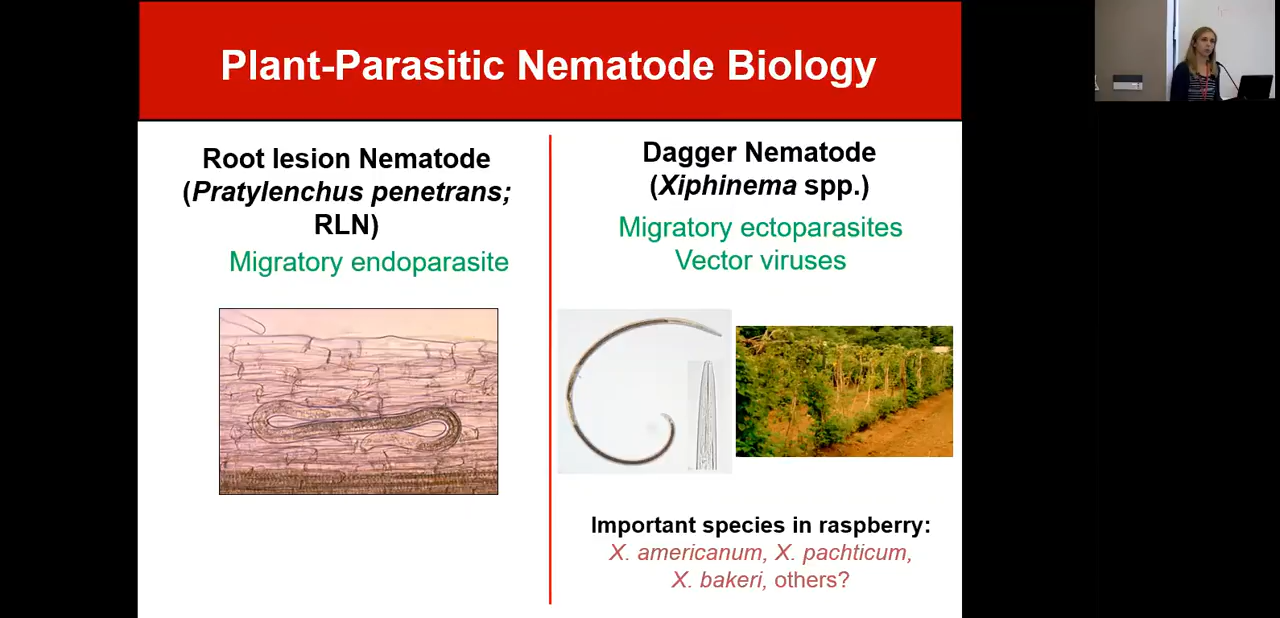 Plant-Parasitic Nematode Biology
Root lesion Nematode
(Pratylenchus penetrans;
RLN)
Migratory endoparasite
Dagger Nematode
(Xiphinema spp.)
Migratory ectoparasites
Vector viruses
Important species in raspberry:
X. americanum, X. pachticum,
X. bakeri, others?